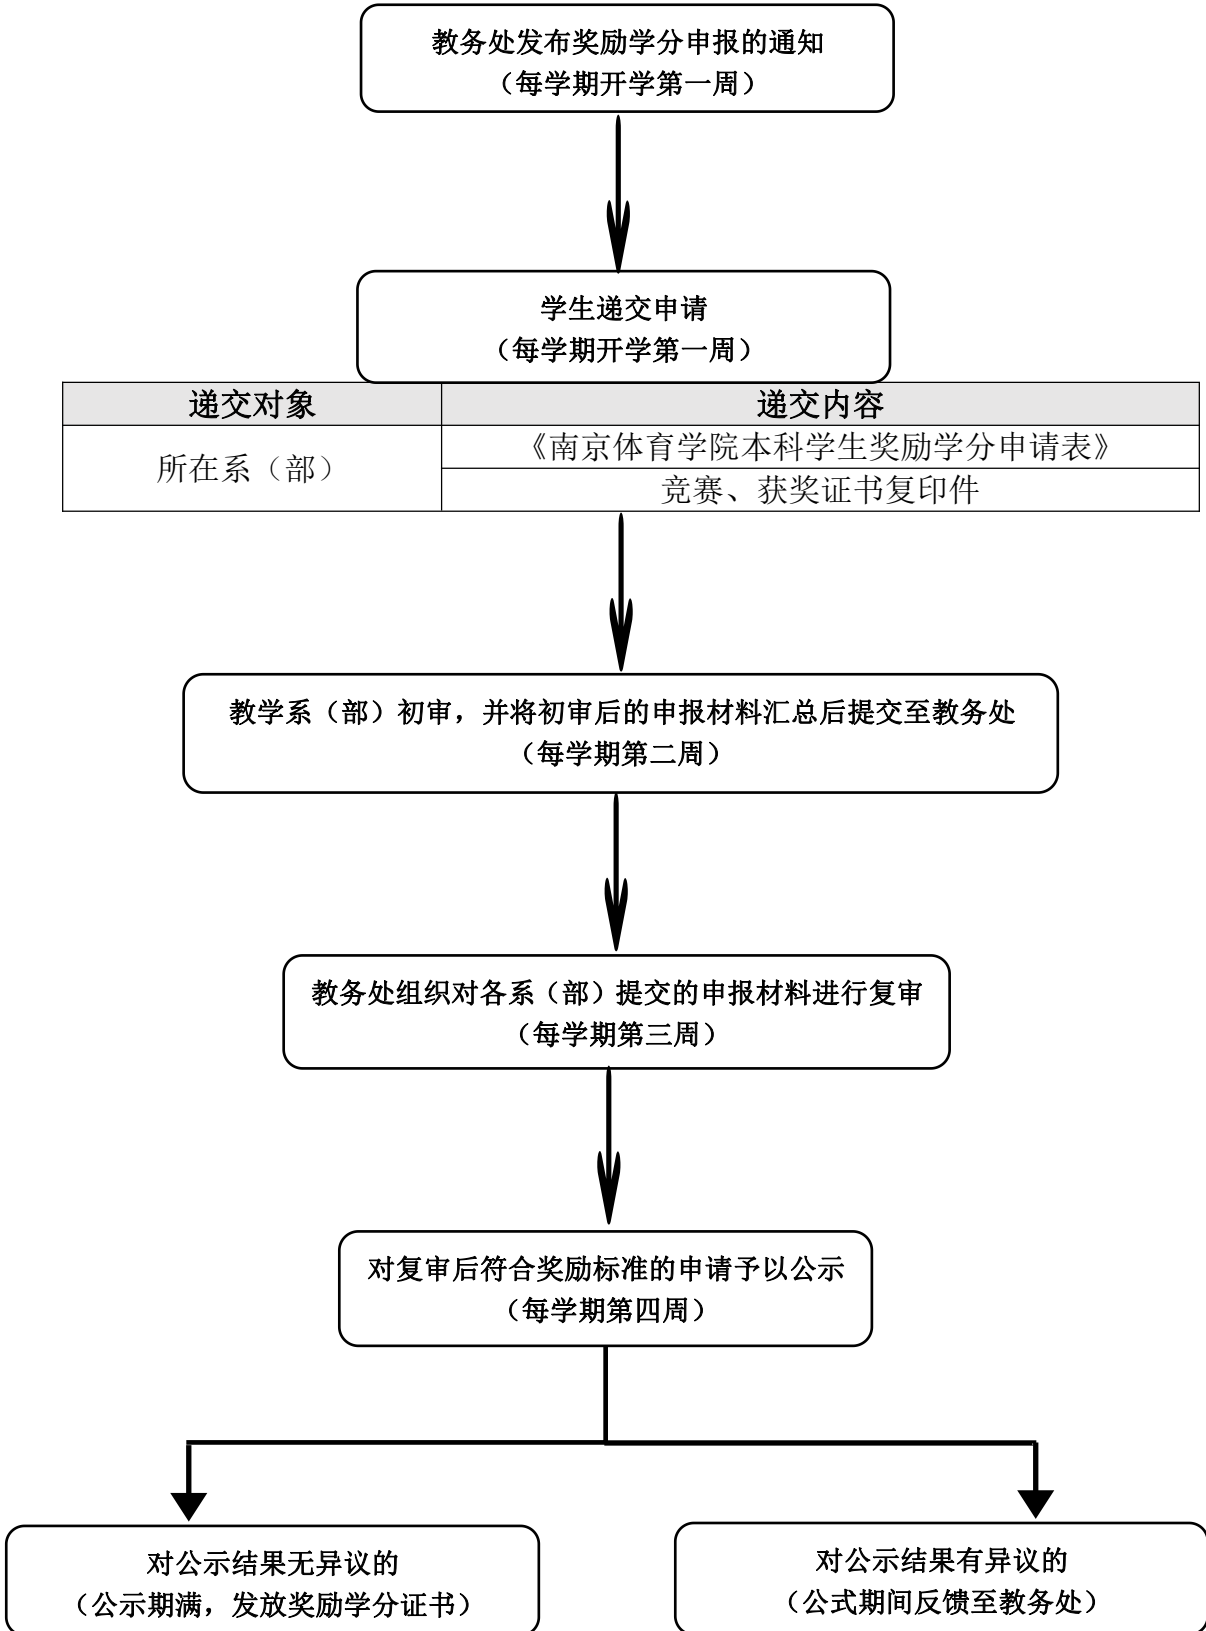 教务处发布奖励学分申报的通知
（每学期开学第一周）
学生递交申请
（每学期开学第一周）
递交对象 递交内容
所在系（部）
《南京体育学院本科学生奖励学分申请表》
竞赛、获奖证书复印件
教学系（部）初审，并将初审后的申报材料汇总后提交至教务处
（每学期第二周）
教务处组织对各系（部）提交的申报材料进行复审
（每学期第三周）
对复审后符合奖励标准的申请予以公示
（每学期第四周）
对公示结果无异议的
（公示期满，发放奖励学分证书）
对公示结果有异议的
（公式期间反馈至教务处）